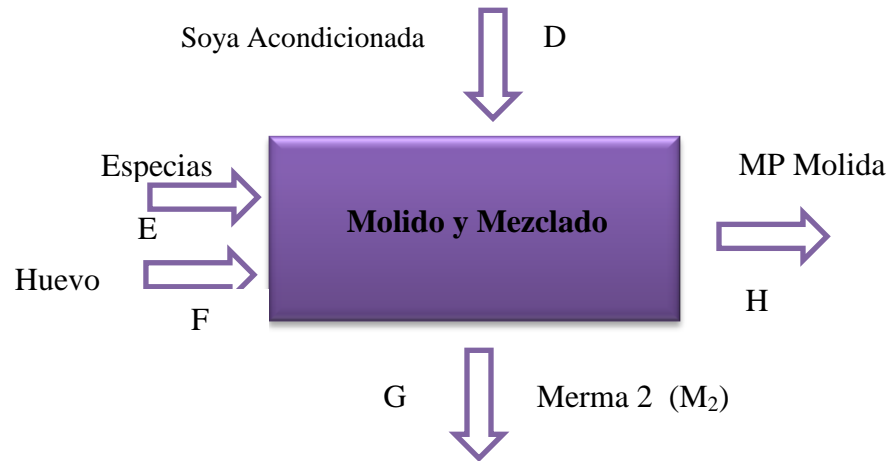 Soya Acondicionada D
Especias
MP Molida
E
Molido y Mezclado
Huevo
F
H
G
Merma 2 (M₂)